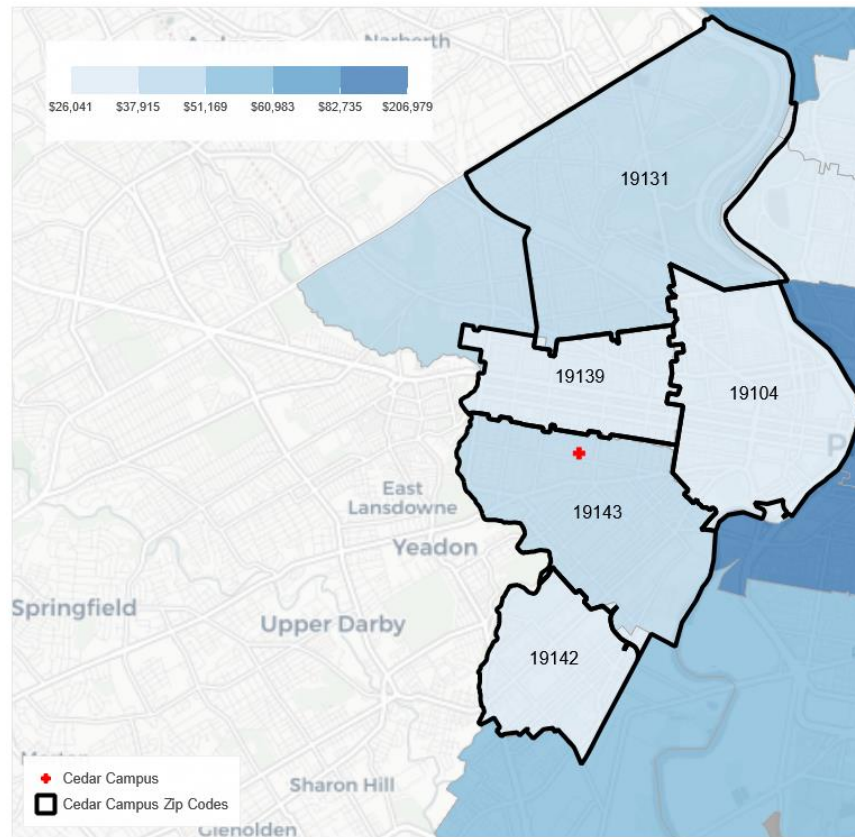 Narberth
$26,041 $37,915 $51,169 $60,983 $82,735 $206,979
19131
19139
19104
East
Lansdowne
19143
Yeadon
Springfield
Upper Darby
19142
Sharon Hill
Cedar Campus
Cedar Campus Zip Codes
Glenolden